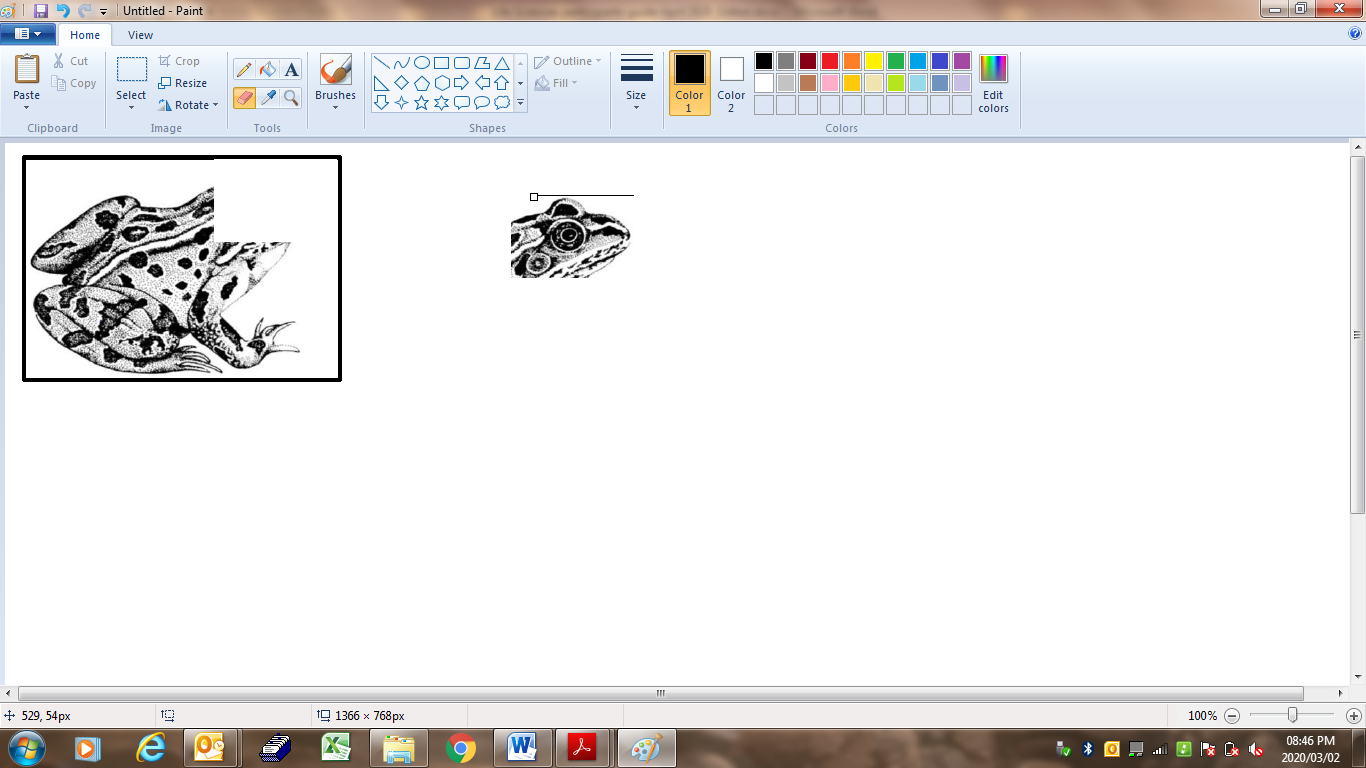 Untitled - Paint
Home View
Paste
Cut
Copy
Clipboard
Select
Crop
Resize
Rotate
Image
A
Tools
Brushes
Outline
Fill
Shapes
Size
Color
1
Color
2
Edit
colors
Colors
529, 54px
1366 × 768px
100%
08:46 PM
2020/03/02